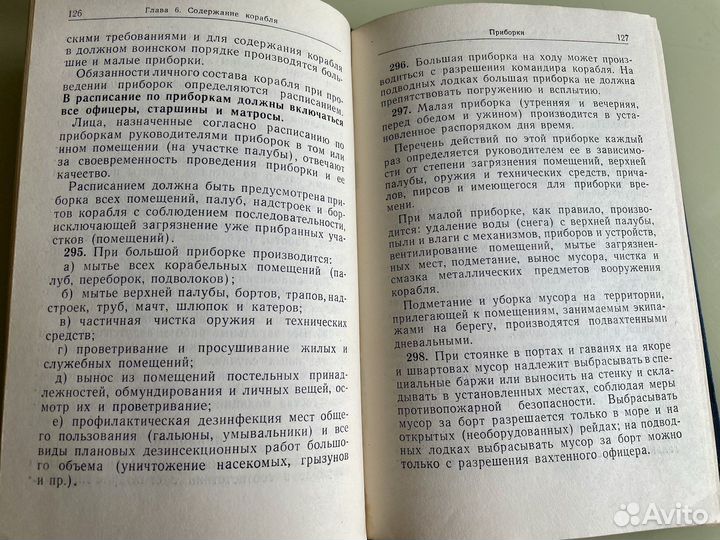 126 Глава 6. Содержание корабля
скими требованиями и для содержания корабля
в должном воинском порядке производятся боль-
шие и малые приборки.
Обязанности личного состава корабля при про-
ведении приборок определяются расписанием.
В расписание по приборкам должны включаться
все офицеры, старшины и матросы.
Лица, назначенные согласно расписанию по
приборкам руководителями приборок в том или
ином помещении (на участке палубы), отвечают
за своевременность проведения приборки и ее
качество.
Расписанием должна быть предусмотрена при-
борка всех помещений, палуб, надстроек и бор-
тов корабля с соблюдением последовательности,
исключающей загрязнение уже прибранных уча-
стков (помещений).
295. При большой приборке производится:
а) мытье всех корабельных помещений (па-
луб, переборок, подволоков);
б) мытье верхней палубы, бортов, трапов, над-
строек, труб, мачт, шлюпок и катеров;
в) частичная чистка оружия и технических
средств;
г) проветривание и просушивание жилых и
служебных помещений;
д) вынос из помещений постельных принад-
лежностей, обмундирования и личных вещей, ос-
мотр их и проветривание;
е) профилактическая дезинфекция мест обще-
го пользования (гальюны, умывальники) и все
виды плановых дезинсекционных работ большо-
го объема (уничтожение насекомых, грызунов
и пр.).
Приборки 127
296. Большая приборка на ходу может произ-
водиться с разрешения командира корабля. На
подводных лодках большая приборка не должна
препятствовать погружению и всплытию.
297. Малая приборка (утренняя и вечерняя,
перед обедом и ужином) производится в уста-
новленное распорядком дня время.
Перечень действий по этой приборке каждый
раз определяется руководителем ее в зависимо-
сти от степени загрязнения помещений, верхней
палубы, оружия и технических средств, прича-
лов, пирсов и имеющегося для приборки вре-
мени.
При малой приборке, как правило, произво-
дится: удаление воды (снега) с верхней палубы,
пыли и влаги с механизмов, приборов и устройств,
вентилирование помещений, мытье загрязнен-
ных мест, подметание, вынос мусора, чистка и
смазка металлических предметов вооружения
корабля.
Подметание и уборка мусора на территории,
прилегающей к помещениям, занимаемым экипа-
жами на берегу, производятся подвахтенными
дневальными.
298. При стоянке в портах и гаванях на якоре
и швартовах мусор надлежит выбрасывать в спе-
циальные баржи или выносить на стенку и скла-
дывать в установленных местах, соблюдая меры
противопожарной безопасности. Выбрасывать
мусор за борт разрешается только в море и на
открытых (необорудованных) рейдах; на подвод-
ных лодках выбрасывать мусор за борт можно
только с разрешения вахтенного офицера.
Avito